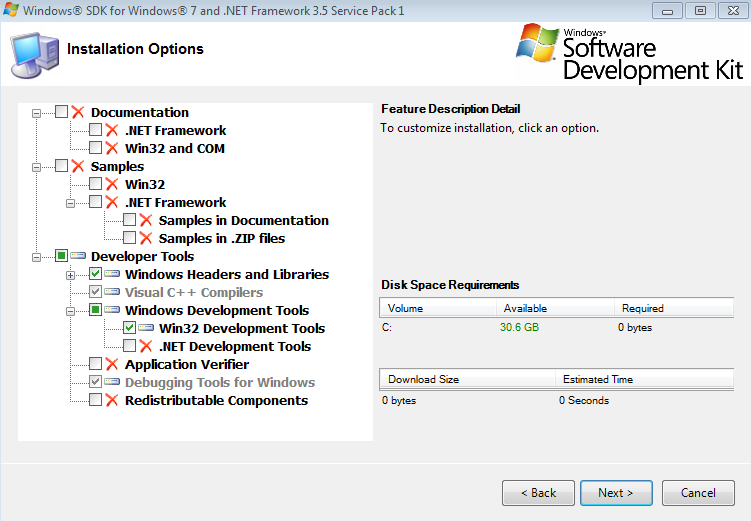 Windows® SDK for Windows® 7 and .NET Framework 3.5 Service Pack 1
Installation Options
Windows®
Software
Development Kit
Documentation
.NET Framework
Win32 and COM
Samples
Win32
.NET Framework
Samples in Documentation
Samples in .ZIP files
Developer Tools
Windows Headers and Libraries
Visual C++ Compilers
Windows Development Tools
Win32 Development Tools
.NET Development Tools
Application Verifier
Debugging Tools for Windows
Redistributable Components
Feature Description Detail
To customize installation, click an option.
Disk Space Requirements
Volume Available Required
C: 30.6 GB 0 bytes
Download Size Estimated Time
0 bytes 0 Seconds
< Back Next > Cancel